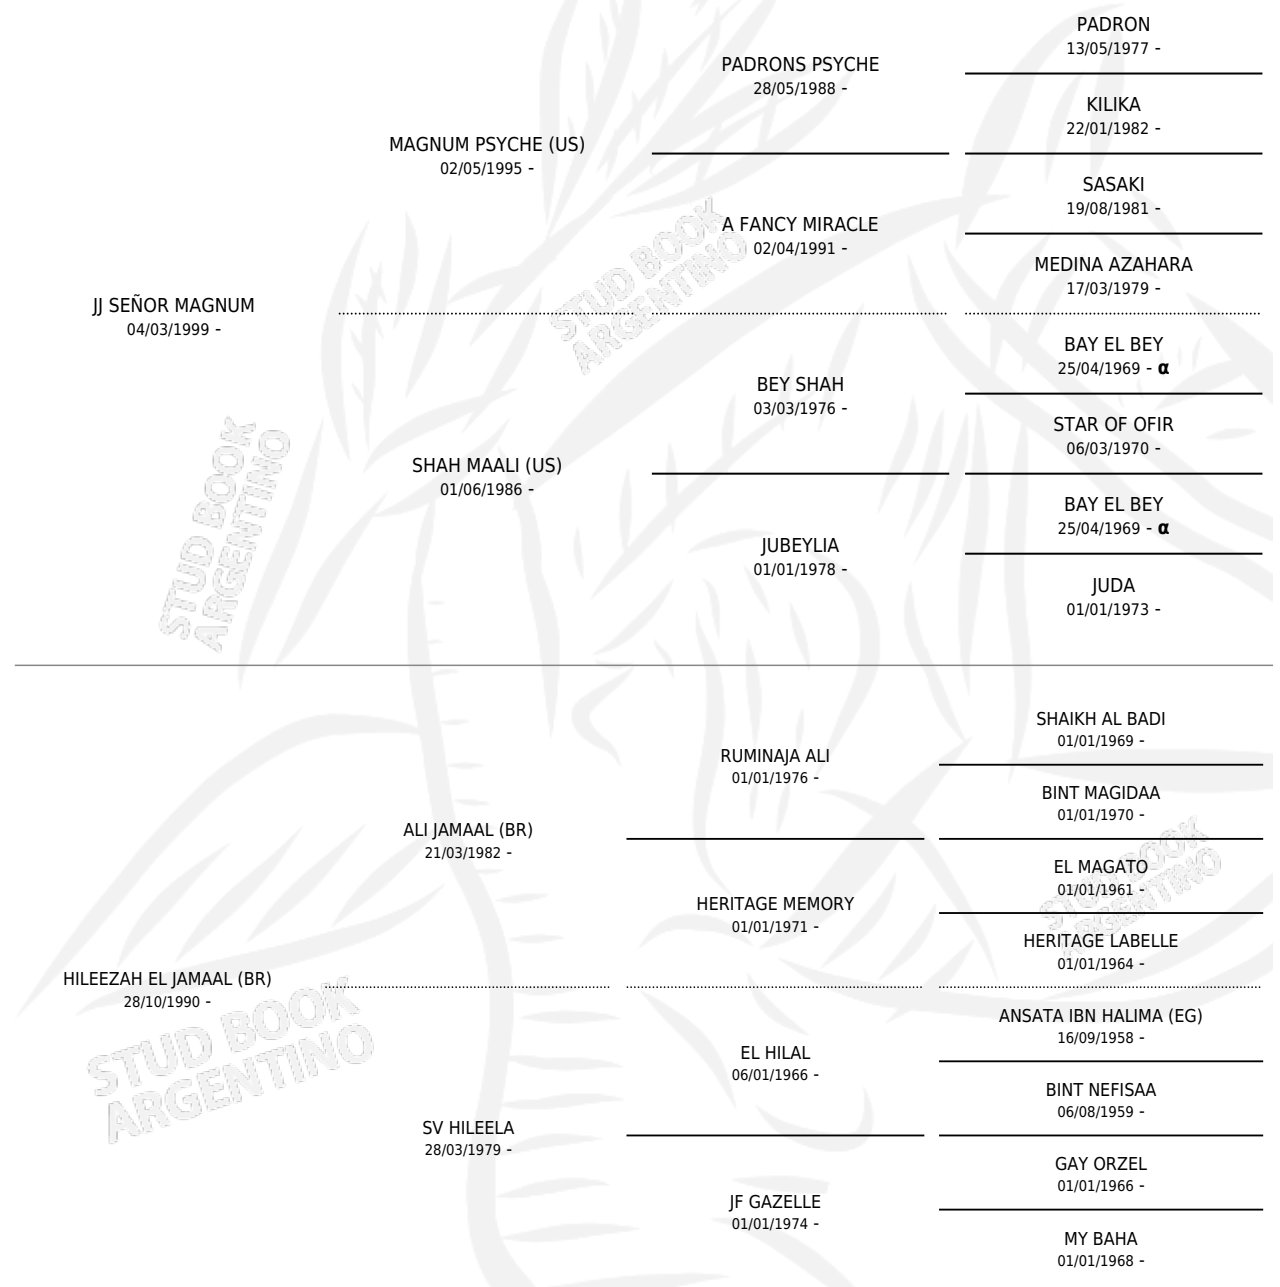 PADRON
13/05/1977 -
PADRONS PSYCHE
28/05/1988 -
KILIKA
22/01/1982 -
MAGNUM PSYCHE (US)
02/05/1995 -
SASAKI
19/08/1981 -
A FANCY MIRACLE
02/04/1991 -
MEDINA AZAHARA
17/03/1979 -
JJ SEÑOR MAGNUM
04/03/1999 -
BAY EL BEY
25/04/1969 - α
BEY SHAH
03/03/1976 -
STAR OF OFIR
06/03/1970 -
SHAH MAALI (US)
01/06/1986 -
BAY EL BEY
25/04/1969 - α
JUBEYLIA
01/01/1978 -
JUDA
01/01/1973 -
SHAIKH AL BADI
01/01/1969 -
RUMINAJA ALI
01/01/1976 -
BINT MAGIDAA
01/01/1970 -
ALI JAMAAL (BR)
21/03/1982 -
EL MAGATO
01/01/1961 -
HERITAGE MEMORY
01/01/1971 -
HERITAGE LABELLE
01/01/1964 -
HILEEZAH EL JAMAAL (BR)
28/10/1990 -
ANSATA IBN HALIMA (EG)
16/09/1958 -
EL HILAL
06/01/1966 -
BINT NEFISAA
06/08/1959 -
SV HILEELA
28/03/1979 -
GAY ORZEL
01/01/1966 -
JF GAZELLE
01/01/1974 -
MY BAHA
01/01/1968 -
STUD BOOK
ARGENTINO
STUD BOOK
ARGENTINO
STUD BOOK
ARGENTINO
STUD BOOK
ARGENTINO